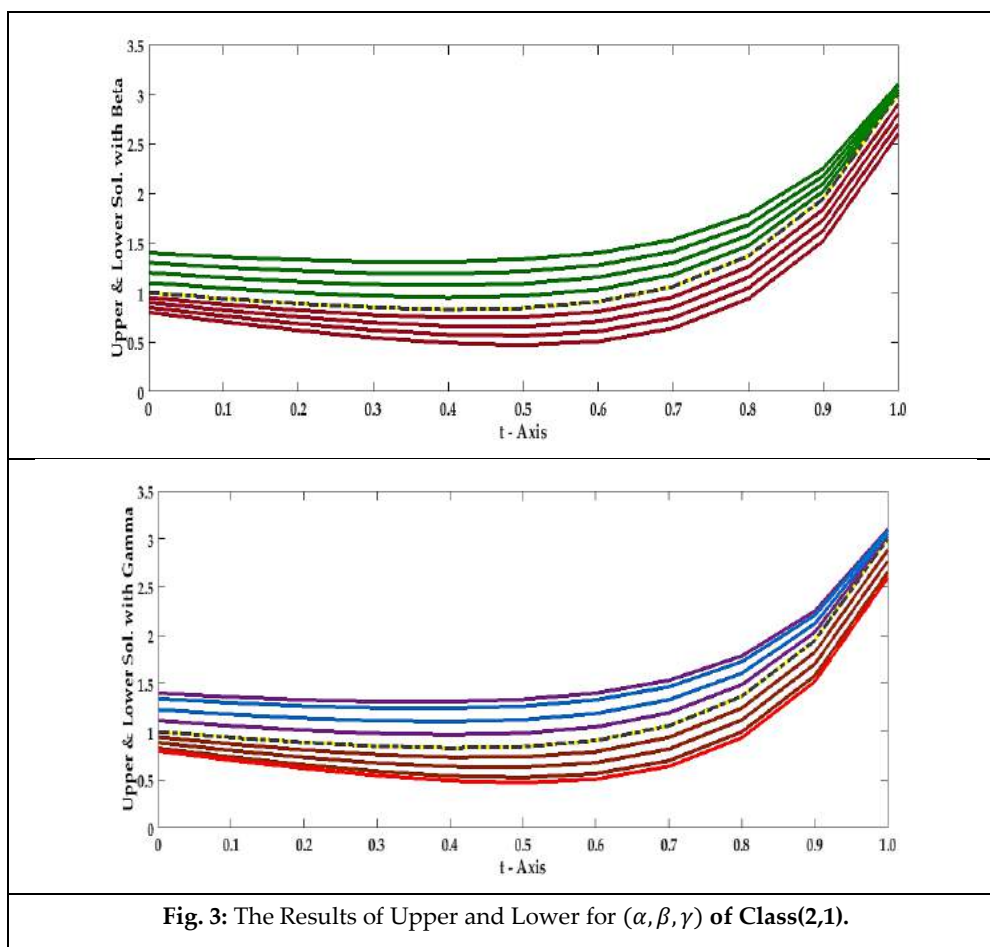 3.5
3
2.5
2
1.5
1
0.5
0
Upper & Lower Sol. with Beta
0 0.1 0.2 0.3 0.4 0.5 0.6 0.7 0.8 0.9 1.0
t - Axis
3.5
3
2.5
2
1.5
1
0.5
0
Upper & Lower Sol. with Gamma
0 0.1 0.2 0.3 0.4 0.5 0.6 0.7 0.8 0.9 1.0
t - Axis
Fig. 3: The Results of Upper and Lower for (α, β, γ) of Class(2,1).